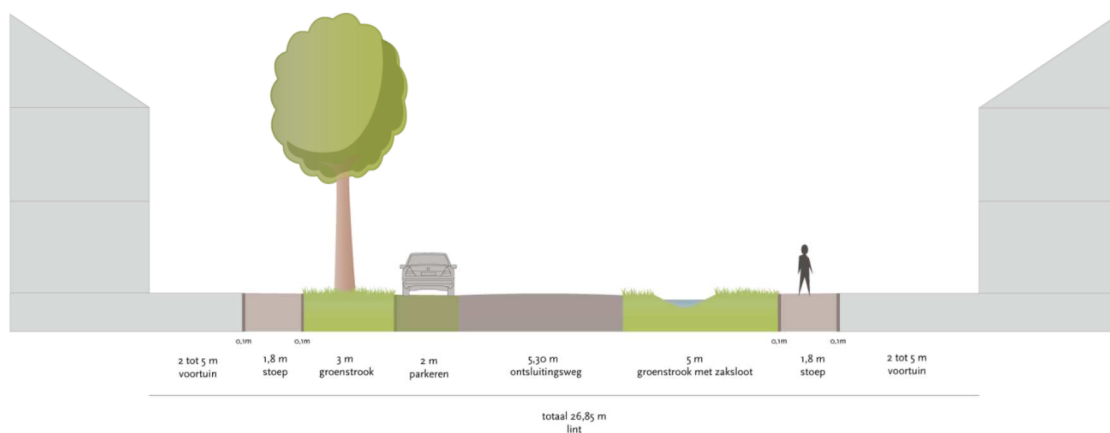 0,1m
0,1m
0,1m
0,1m
2 tot 5 m
voortuin
1,8 m
stoep
3 m
groenstrook
2 m
parkeren
5,30 m
ontsluitingsweg
5 m
groenstrook met zaksloot
1,8 m
stoep
2 tot 5 m
voortuin
totaal 26,85 m
lint